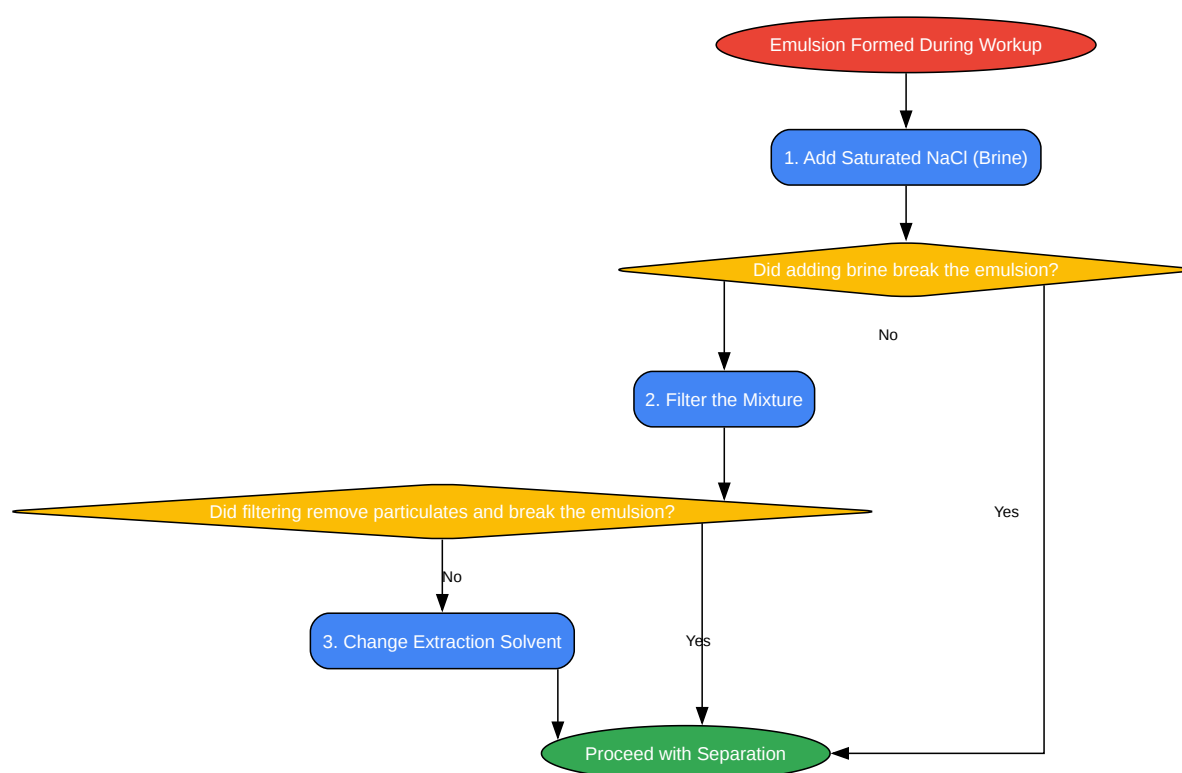 Emulsion Formed During Workup
1. Add Saturated NaCl (Brine)
Did adding brine break the emulsion?
No
2. Filter the Mixture
Did filtering remove particulates and break the emulsion?
Yes
No
3. Change Extraction Solvent
Yes
Proceed with Separation